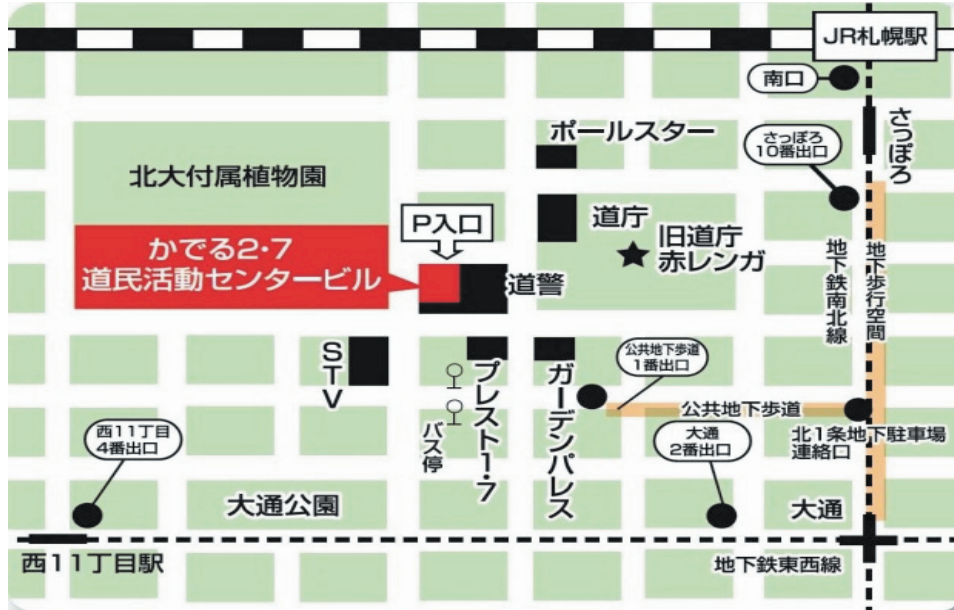 JR札幌駅
南口
さっぽろ
さっぽろ
10番出口
ポールスター
北大付属植物園
P入口
道庁
旧道庁
赤レンガ
かでる2・7
道民活動センタービル
道警
地下鉄南北線
地下歩行空間
STV
プレスト1・7
ガーデンパレス
公共地下歩道
1番出口
バス停
公共地下歩道
西11丁目
4番出口
大通
2番出口
北1条地下駐車場
連絡口
大通公園
大通
西11丁目駅
地下鉄東西線